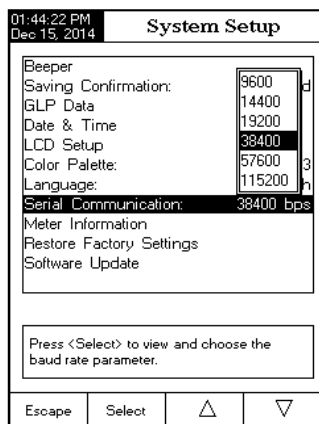 01:44:22 PM
Dec 15, 2014
System Setup
Beeper
Saving Confirmation: d
GLP Data
Date & Time
LCD Setup
Color Palette: 3
Language: h
Serial Communication: 38400 bps
Meter Information
Restore Factory Settings
Software Update
9600
14400
19200
38400
57600
115200
Press <Select> to view and choose the
baud rate parameter.
Escape Select